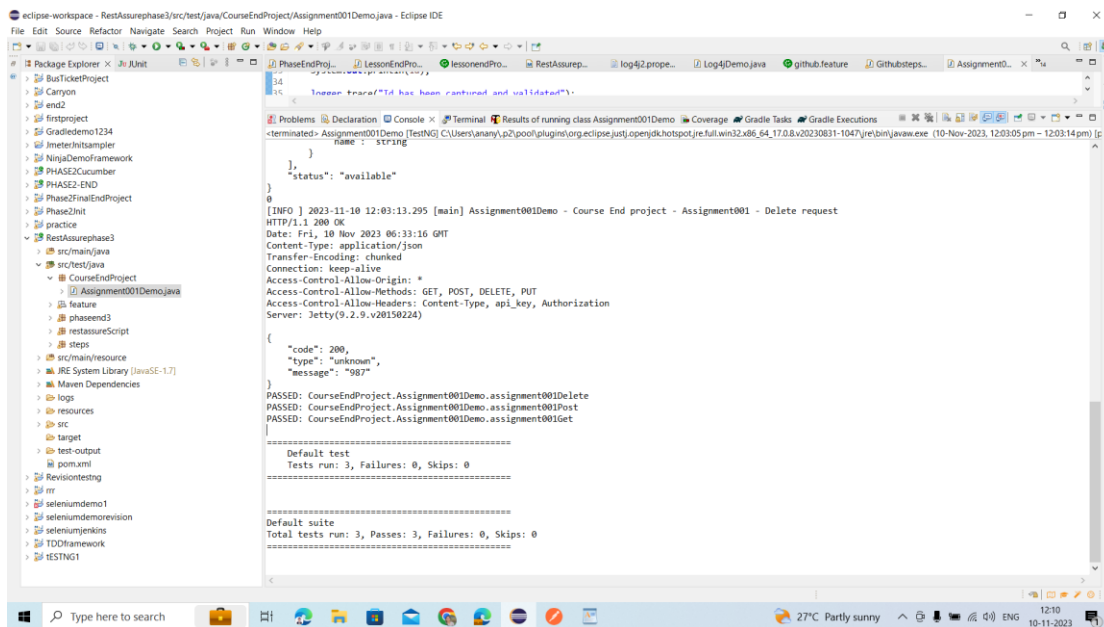 eclipse-workspace - RestAssurephase3/src/test/java/CourseEndProject/Assignment001Demo.java - Eclipse IDE
File Edit Source Refactor Navigate Search Project Run Window Help
Package Explorer JUnit
BusTicketProject
Carryon
end2
firstproject
Gradledemo1234
JmeterJnitsampler
NinjaDemoFramework
PHASE2Cucumber
PHASE2-END
Phase2FinalEndProject
Phase2Jnit
practice
RestAssurephase3
src/main/java
src/test/java
CourseEndProject
Assignment001Demo.java
feature
phaseend3
restassureScript
steps
src/main/resource
JRE System Library [JavaSE-1.7]
Maven Dependencies
logs
resources
src
target
test-output
pom.xml
Revisiontestng
rrr
seleniumdemo1
seleniumdemorevision
seleniumjenkins
TDDframework
tESTNG1
PhaseEndProj... LessonEndPro... lessonendPro... RestAssurep... log4j2.prope... Log4jDemo.java github.feature Githubsteps... Assignment0...
34
35 logger.trace("Id has been captured and validated");
Problems Declaration Console Terminal Results of running class Assignment001Demo Coverage Gradle Tasks Gradle Executions
<terminated> Assignment001Demo [TestNG] C:\Users\anany\.p2\pool\plugins\org.eclipse.justj.openjdk.hotspot.jre.full.win32.x86_64_17.0.8.v20230831-1047\jre\bin\javaw.exe (10-Nov-2023, 12:03:05 pm – 12:03:14 pm) [p
"name": "string"
}
],
"status": "available"
}
0
[INFO ] 2023-11-10 12:03:13.295 [main] Assignment001Demo - Course End project - Assignment001 - Delete request
HTTP/1.1 200 OK
Date: Fri, 10 Nov 2023 06:33:16 GMT
Content-Type: application/json
Transfer-Encoding: chunked
Connection: keep-alive
Access-Control-Allow-Origin: *
Access-Control-Allow-Methods: GET, POST, DELETE, PUT
Access-Control-Allow-Headers: Content-Type, api_key, Authorization
Server: Jetty(9.2.9.v20150224)
{
"code": 200,
"type": "unknown",
"message": "987"
}
PASSED: CourseEndProject.Assignment001Demo.assignment001Delete
PASSED: CourseEndProject.Assignment001Demo.assignment001Post
PASSED: CourseEndProject.Assignment001Demo.assignment001Get
===============================================
Default test
Tests run: 3, Failures: 0, Skips: 0
===============================================
===============================================
Default suite
Total tests run: 3, Passes: 3, Failures: 0, Skips: 0
===============================================
Type here to search
27°C Partly sunny
ENG
12:10
10-11-2023